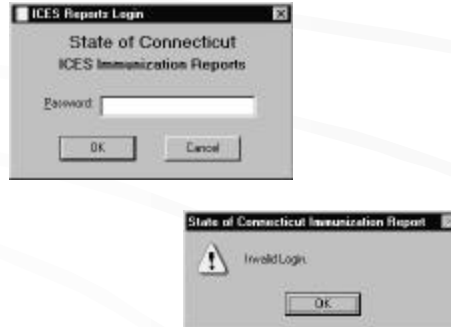 ICES Reports Login
State of Connecticut
ICES Immunization Reports
Password:
OK
Cancel
State of Connecticut Immunization Report
Invalid Login.
OK